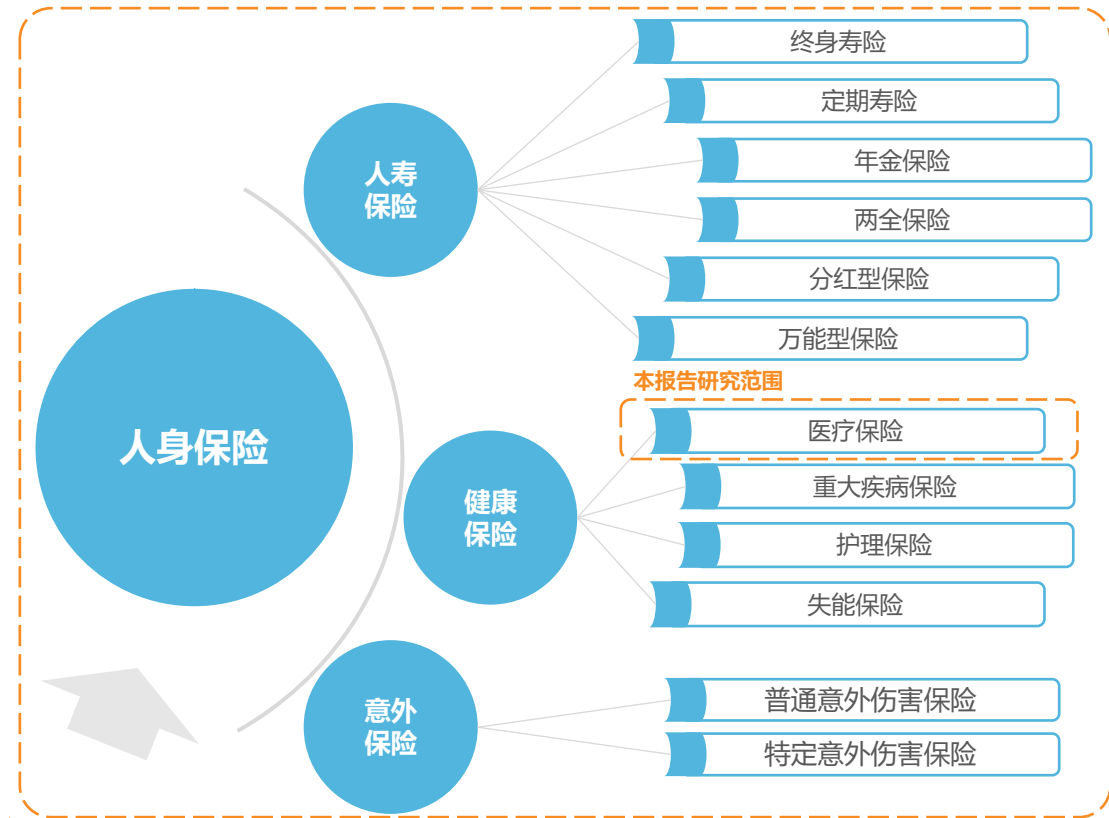 人身保险
人寿
保险
终身寿险
定期寿险
年金保险
两全保险
分红型保险
万能型保险
本报告研究范围
健康
保险
医疗保险
重大疾病保险
护理保险
失能保险
意外
保险
普通意外伤害保险
特定意外伤害保险